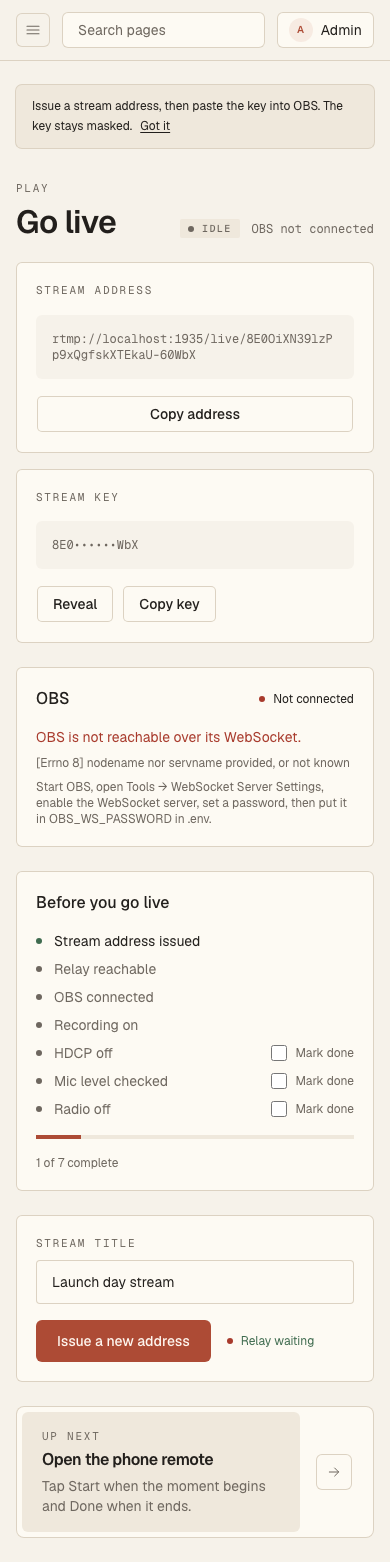 Search pages
A Admin
Issue a stream address, then paste the key into OBS. The
key stays masked. Got it
PLAY
Go live
IDLE OBS not connected
STREAM ADDRESS
rtmp://localhost:1935/live/8E0OiXN39lzP
p9xQgfskXTEkaU-60WbX
Copy address
STREAM KEY
8E0••••••WbX
Reveal Copy key
OBS Not connected
OBS is not reachable over its WebSocket.
[Errno 8] nodename nor servname provided, or not known
Start OBS, open Tools → WebSocket Server Settings,
enable the WebSocket server, set a password, then put it
in OBS_WS_PASSWORD in .env.
Before you go live
Stream address issued
Relay reachable
OBS connected
Recording on
HDCP off Mark done
Mic level checked Mark done
Radio off Mark done
1 of 7 complete
STREAM TITLE
Launch day stream
Issue a new address Relay waiting
UP NEXT
Open the phone remote
Tap Start when the moment begins
and Done when it ends.